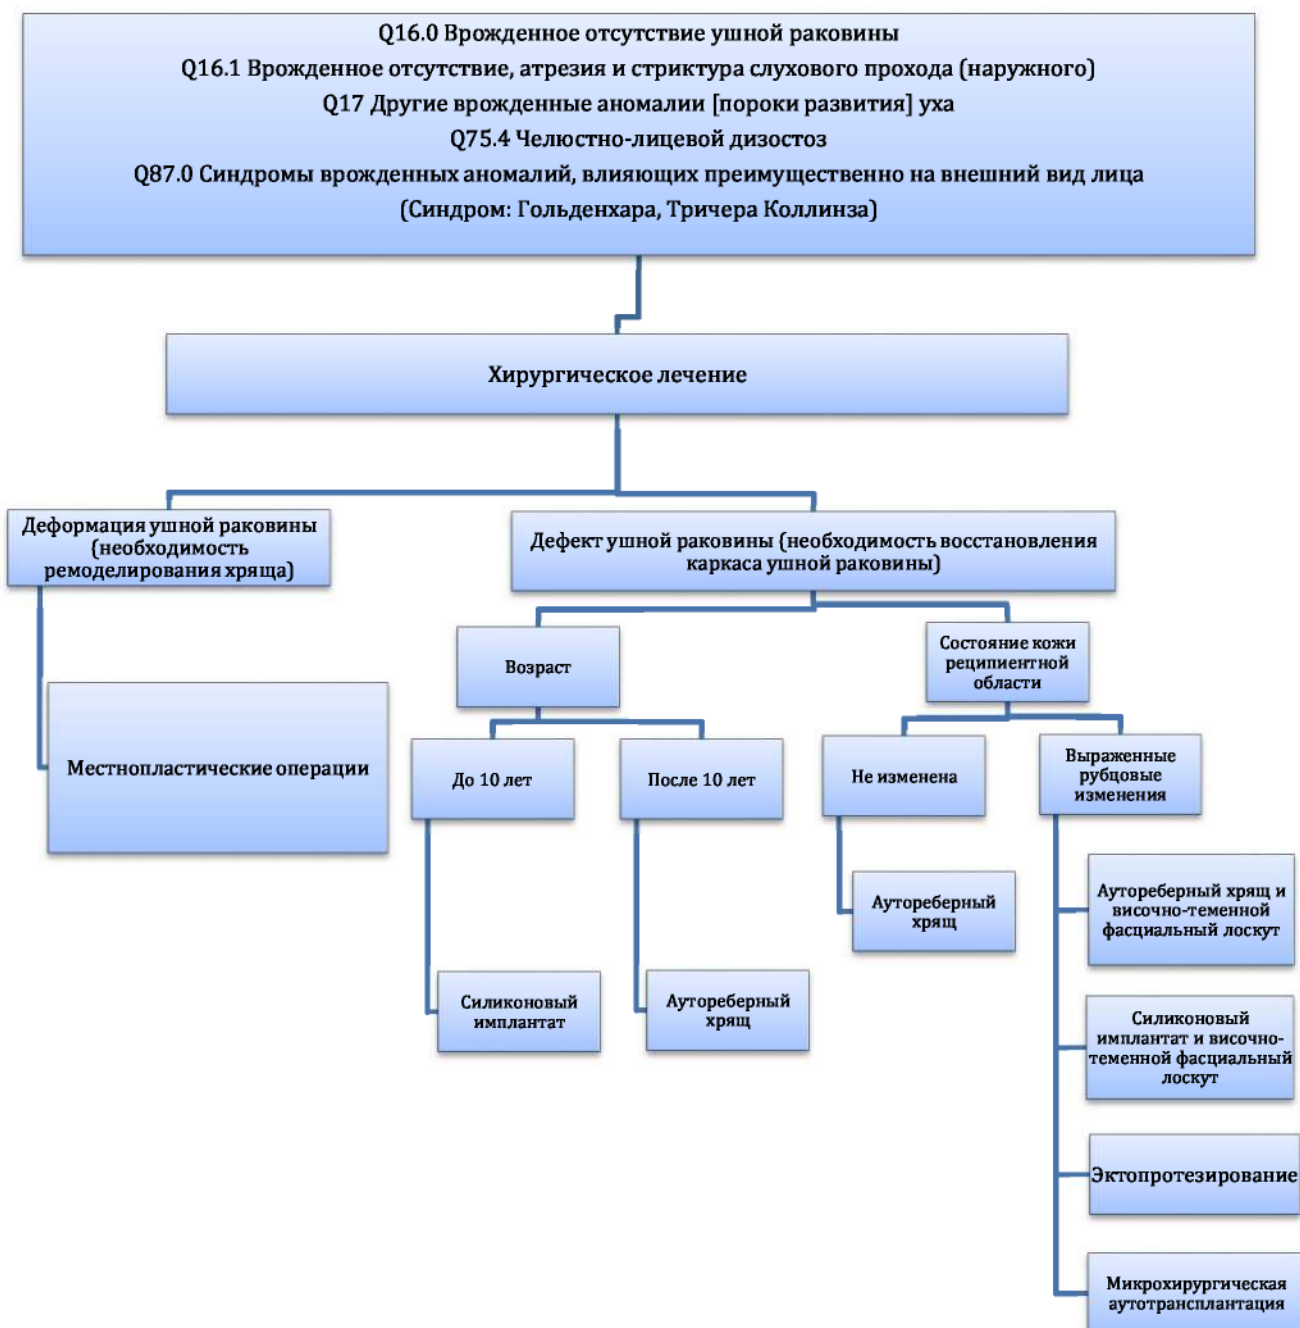 Q16.0 Врожденное отсутствие ушной раковины
Q16.1 Врожденное отсутствие, атрезия и стриктура слухового прохода (наружного)
Q17 Другие врожденные аномалии [пороки развития] уха
Q75.4 Челюстно-лицевой дизостоз
Q87.0 Синдромы врожденных аномалий, влияющих преимущественно на внешний вид лица
(Синдром: Гольденхара, Тричера Коллинза)
Хирургическое лечение
Деформация ушной раковины
(необходимость
ремоделирования хряща)
Местнопластические операции
Дефект ушной раковины (необходимость восстановления
каркаса ушной раковины)
Возраст
До 10 лет
Силиконовый
имплантат
После 10 лет
Аутореберный
хрящ
Состояние кожи
реципиентной
области
Не изменена
Аутореберный
хрящ
Выраженные
рубцовые
изменения
Аутореберный хрящ и
височно-теменной
фасциальный лоскут
Силиконовый
имплантат и височно-
теменной фасциальный
лоскут
Эктопротезирование
Микрохирургическая
аутотрансплантация